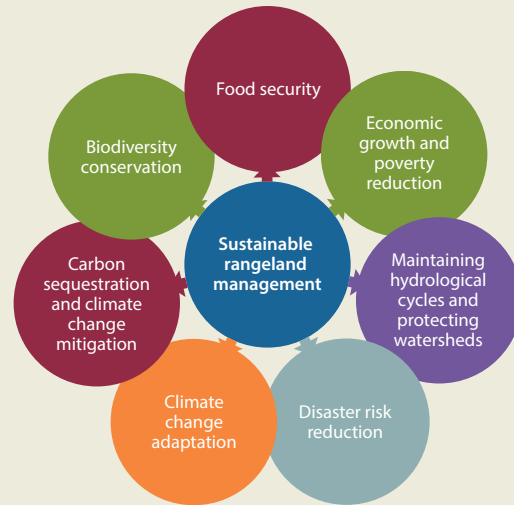 Food security
Economic
growth and
poverty
reduction
Maintaining
hydrological
cycles and
protecting
watersheds
Disaster risk
reduction
Climate
change
adaptation
Carbon
sequestration
and climate
change
mitigation
Biodiversity
conservation
Sustainable
rangeland
management